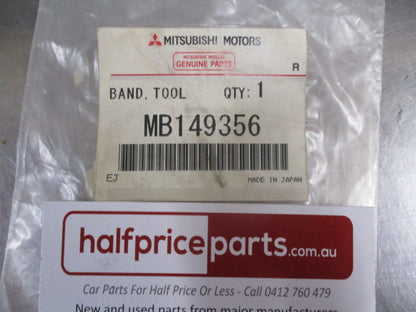 MITSUBISHI MOTORS
MITSUBISHI MOTORS
GENUINE PARTS
R
BAND, TOOL QTY: 1
MB149356
EJ MADE IN JAPAN
halfpriceparts.com.au
Car Parts For Half Price Or Less - Call 0412 760 479
New and used parts from major manufacturers